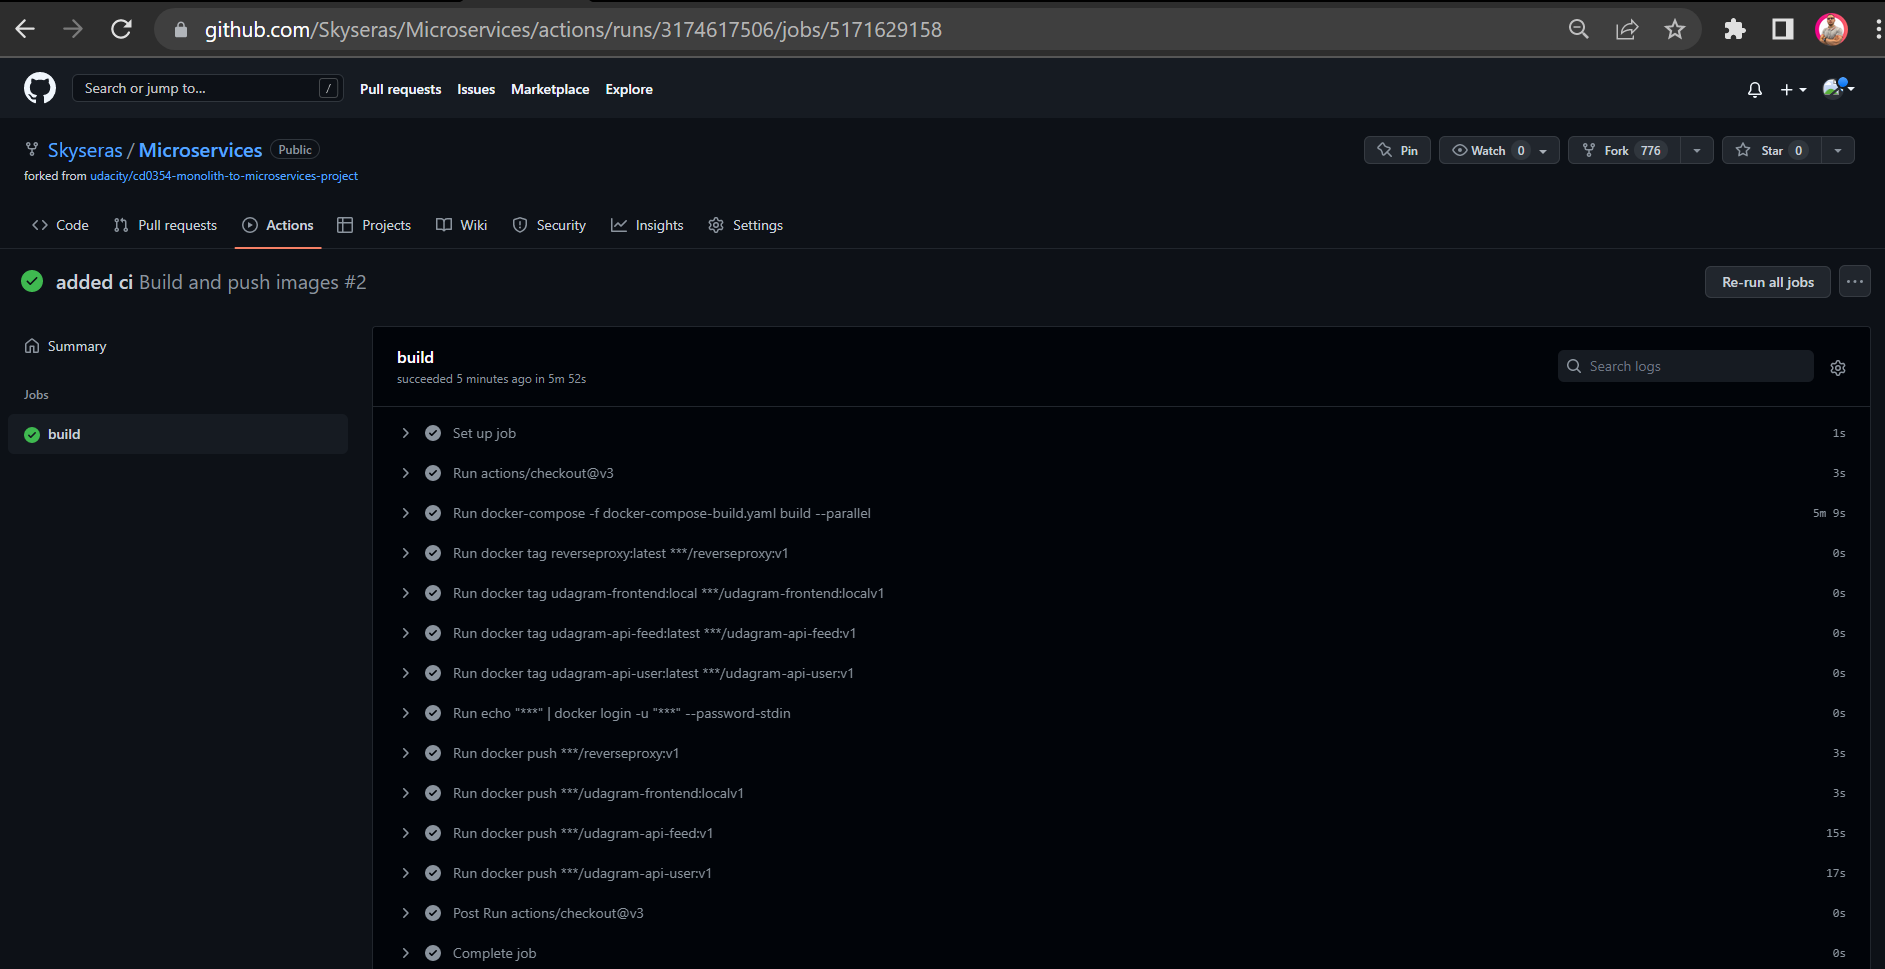 github.com/Skyseras/Microservices/actions/runs/3174617506/jobs/5171629158
Search or jump to... /
Pull requests Issues Marketplace Explore
Skyseras / Microservices Public
Pin Watch 0 Fork 776 Star 0
forked from udacity/cd0354-monolith-to-microservices-project
Code Pull requests Actions Projects Wiki Security Insights Settings
added ci Build and push images #2
Re-run all jobs
Summary
Jobs
build
build
succeeded 5 minutes ago in 5m 52s
Search logs
Set up job 1s
Run actions/checkout@v3 3s
Run docker-compose -f docker-compose-build.yaml build --parallel 5m 9s
Run docker tag reverseproxy:latest ***/reverseproxy:v1 0s
Run docker tag udagram-frontend:local ***/udagram-frontend:localv1 0s
Run docker tag udagram-api-feed:latest ***/udagram-api-feed:v1 0s
Run docker tag udagram-api-user:latest ***/udagram-api-user:v1 0s
Run echo "***" | docker login -u "***" --password-stdin 0s
Run docker push ***/reverseproxy:v1 3s
Run docker push ***/udagram-frontend:localv1 3s
Run docker push ***/udagram-api-feed:v1 15s
Run docker push ***/udagram-api-user:v1 17s
Post Run actions/checkout@v3 0s
Complete job 0s